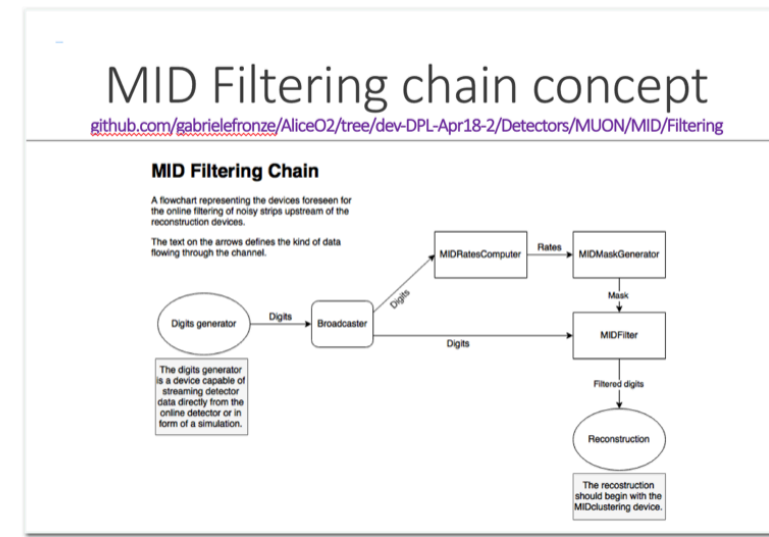 MID Filtering chain concept
github.com/gabrielefronze/AliceO2/tree/dev-DPL-Apr18-2/Detectors/MUON/MID/Filtering
MID Filtering Chain
A flowchart representing the devices foreseen for
the online filtering of noisy strips upstream of the
reconstruction devices.
The text on the arrows defines the kind of data
flowing through the channel.
MIDRatesComputer
Rates
MIDMaskGenerator
Digits
Mask
Digits generator
Digits
Broadcaster
Digits
MIDFilter
The digits generator
is a device capable of
streaming detector
data directly from the
online detector or in
form of a simulation.
Filtered digits
Reconstruction
The recostruction
should begin with the
MIDclustering device.